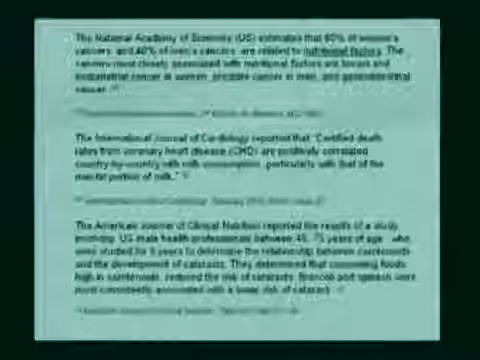 The National Academy of Sciences (US) estimates that 60% of women's
cancers, and 40% of men's cancers, are related to nutritional factors. The
cancers most closely associated with nutritional factors are breast and
endometrial cancer in women, prostate cancer in men, and gastrointestinal
cancer.
The International Journal of Cardiology reported that "Certified death
rates from coronary heart disease (CHD) are positively correlated
country-by-country with milk consumption, particularly with that of the
portion of milk."
The American Journal of Clinical Nutrition reported the results of a study
involving US male health professionals between 45-75 years of age who
were studied for 8 years to determine the relationship between carotenoids
and the development of cataracts. They determined that consuming foods
high in carotenoids, reduced the risk of cataracts. Broccoli and spinach were
most consistently associated with a lower risk of cataract.